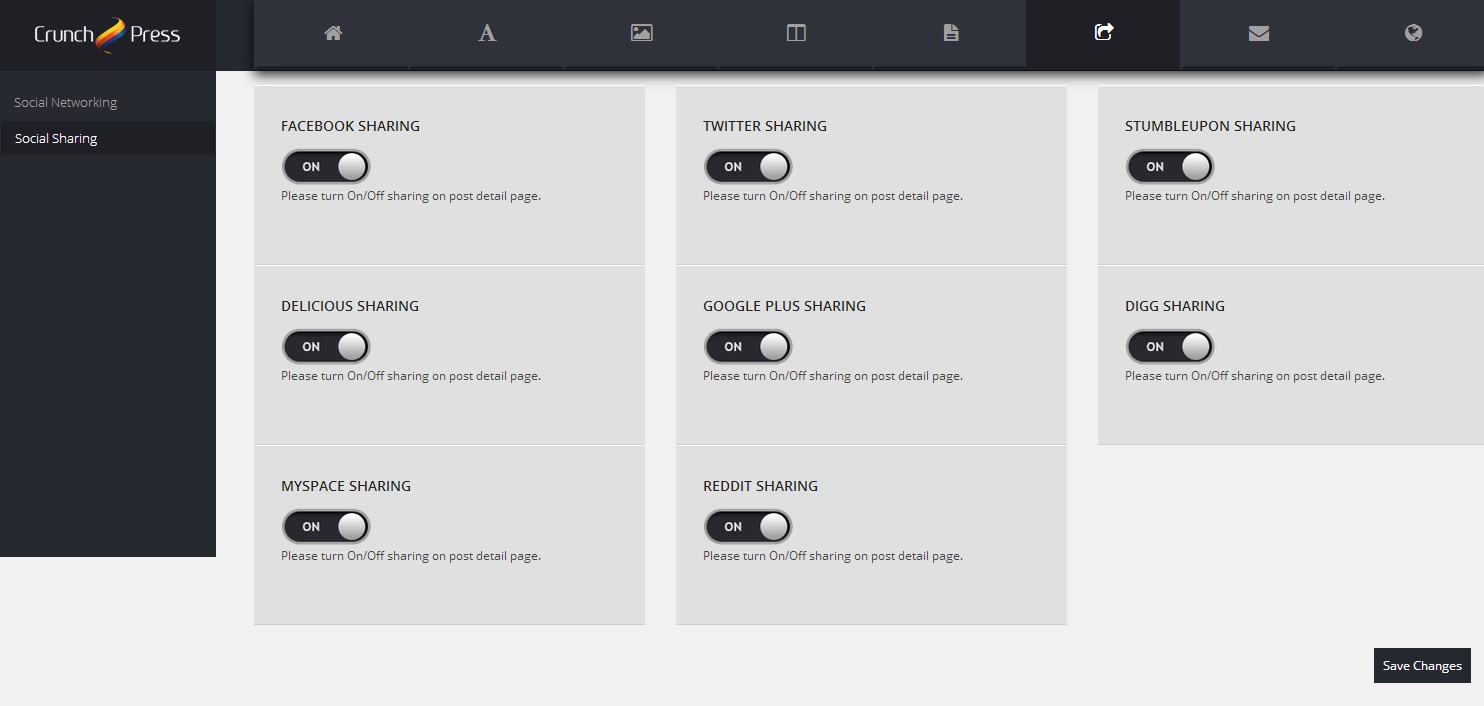 Crunch Press
Social Networking
Social Sharing
FACEBOOK SHARING
ON
Please turn On/Off sharing on post detail page.
TWITTER SHARING
ON
Please turn On/Off sharing on post detail page.
STUMBLEUPON SHARING
ON
Please turn On/Off sharing on post detail page.
DELICIOUS SHARING
ON
Please turn On/Off sharing on post detail page.
GOOGLE PLUS SHARING
ON
Please turn On/Off sharing on post detail page.
DIGG SHARING
ON
Please turn On/Off sharing on post detail page.
MYSPACE SHARING
ON
Please turn On/Off sharing on post detail page.
REDDIT SHARING
ON
Please turn On/Off sharing on post detail page.
Save Changes